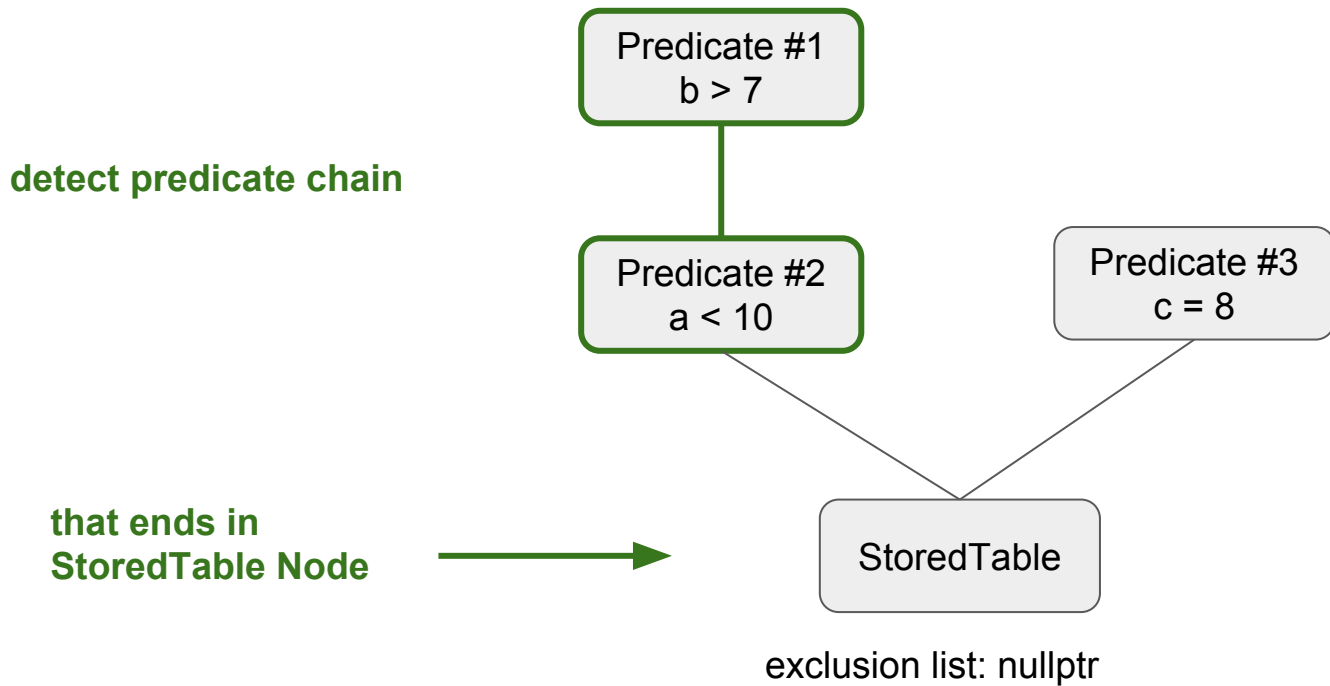 Predicate #1
b > 7
detect predicate chain
Predicate #2
a < 10
Predicate #3
c = 8
that ends in
StoredTable Node
StoredTable
exclusion list: nullptr